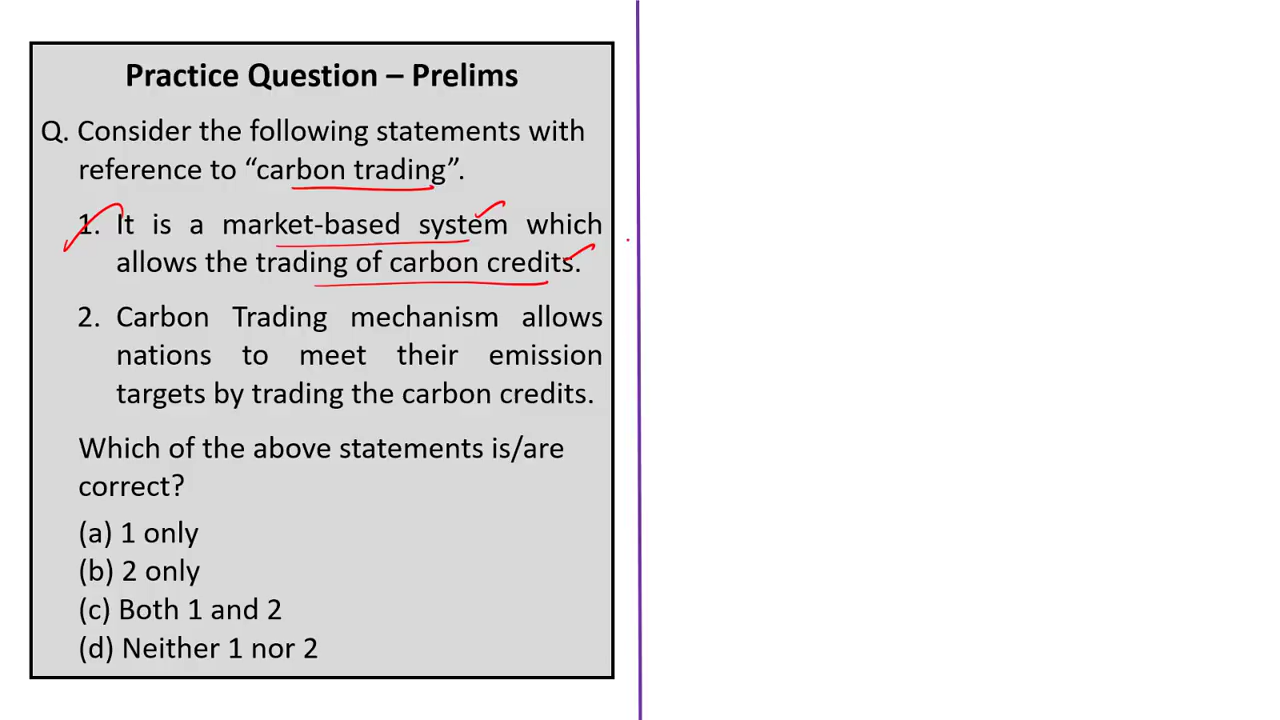 Practice Question – Prelims
Q. Consider the following statements with
reference to “carbon trading”.
1. It is a market-based system which
allows the trading of carbon credits.
2. Carbon Trading mechanism allows
nations to meet their emission
targets by trading the carbon credits.
Which of the above statements is/are
correct?
(a) 1 only
(b) 2 only
(c) Both 1 and 2
(d) Neither 1 nor 2